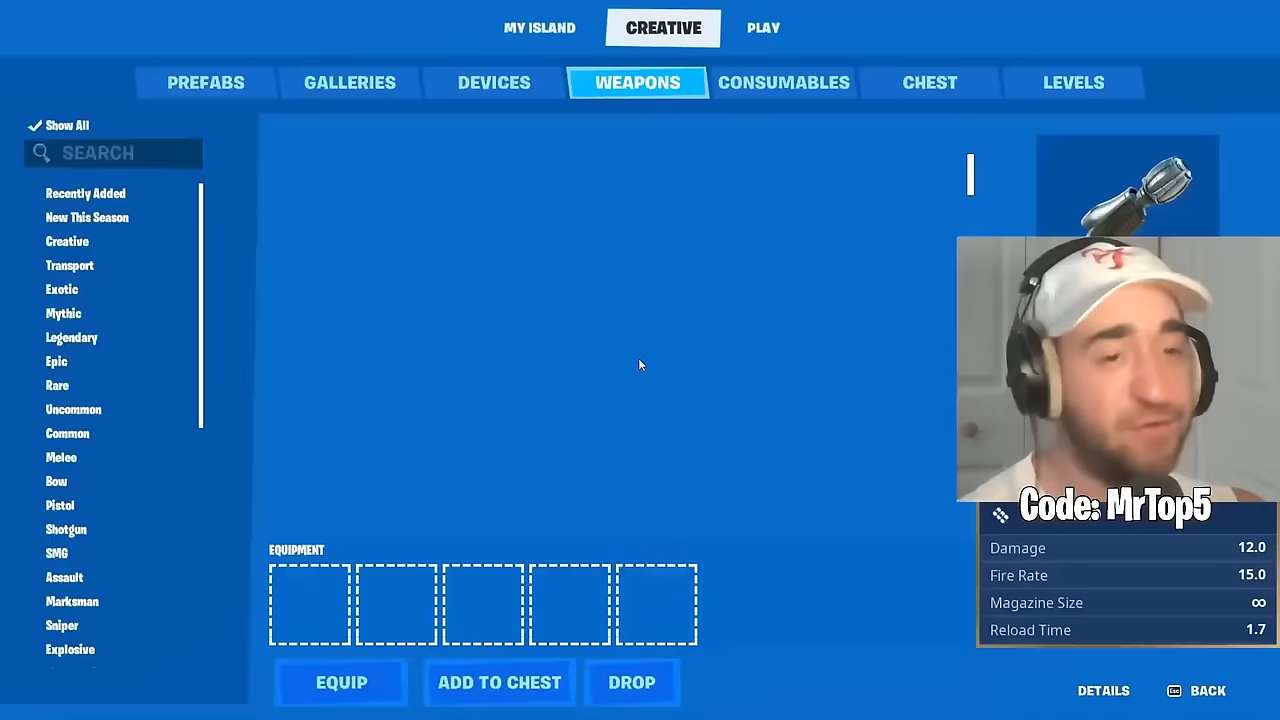 MY ISLAND
CREATIVE
PLAY
PREFABS
GALLERIES
DEVICES
WEAPONS
CONSUMABLES
CHEST
LEVELS
Show All
SEARCH
Recently Added
New This Season
Creative
Transport
Exotic
Mythic
Legendary
Epic
Rare
Uncommon
Common
Melee
Bow
Pistol
Shotgun
SMG
Assault
Marksman
Sniper
Explosive
EQUIPMENT
EQUIP
ADD TO CHEST
DROP
Code: MrTop5
Damage 12.0
Fire Rate 15.0
Magazine Size ∞
Reload Time 1.7
DETAILS
Esc BACK